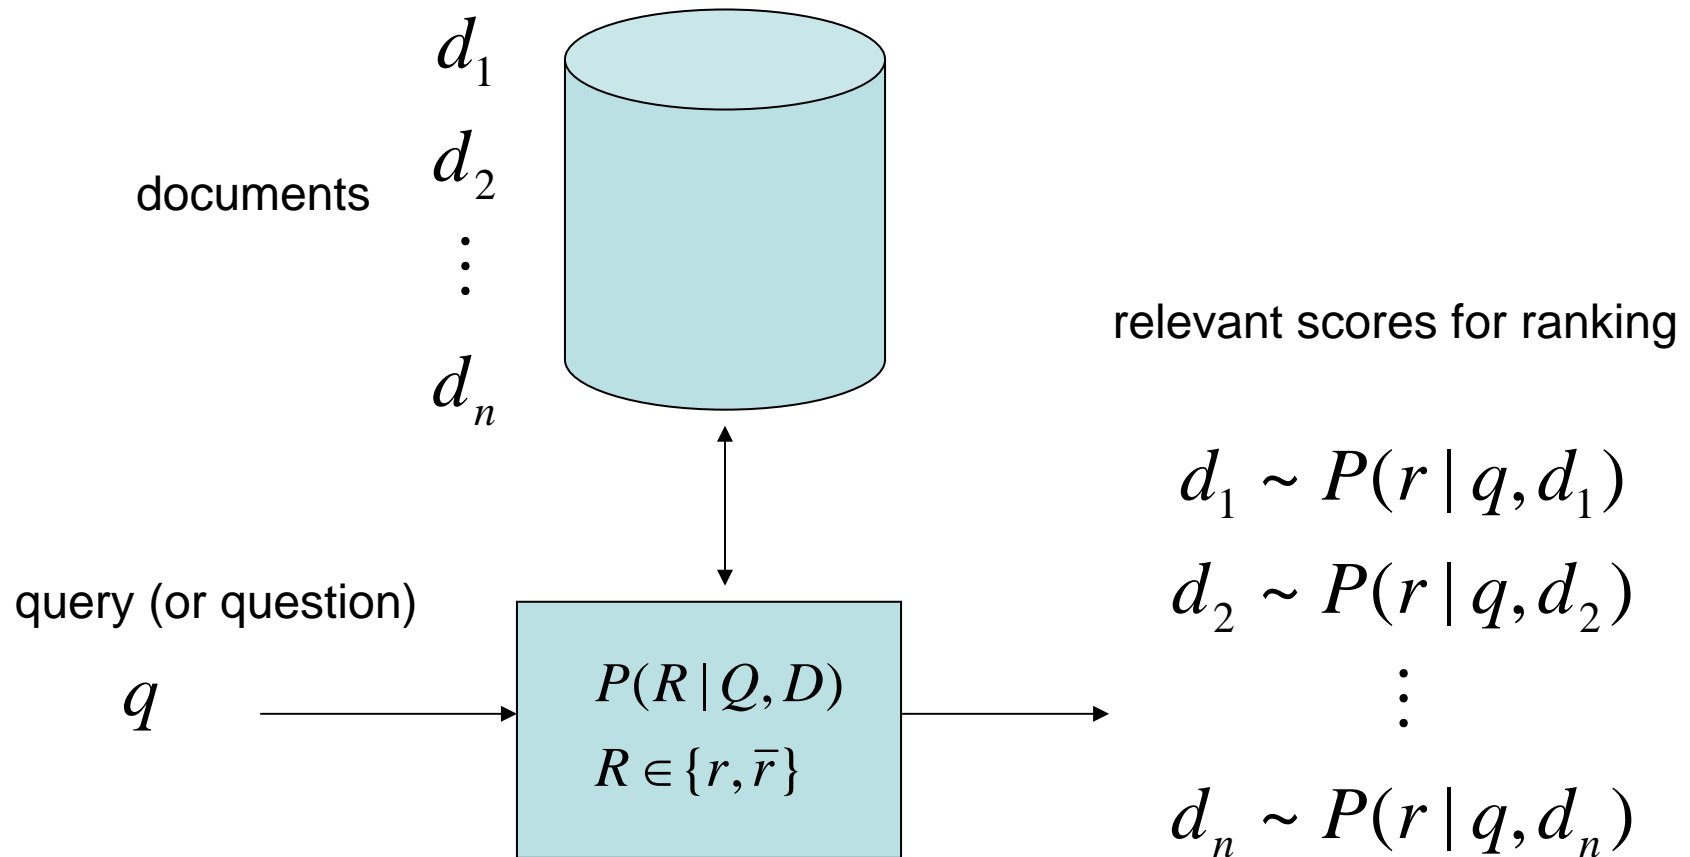 d₁
d₂
documents
⋮
dₙ
relevant scores for ranking
d₁ ~ P(r | q, d₁)
d₂ ~ P(r | q, d₂)
⋮
dₙ ~ P(r | q, dₙ)
query (or question)
q
P(R | Q, D)
R ∈ {r, r̄}